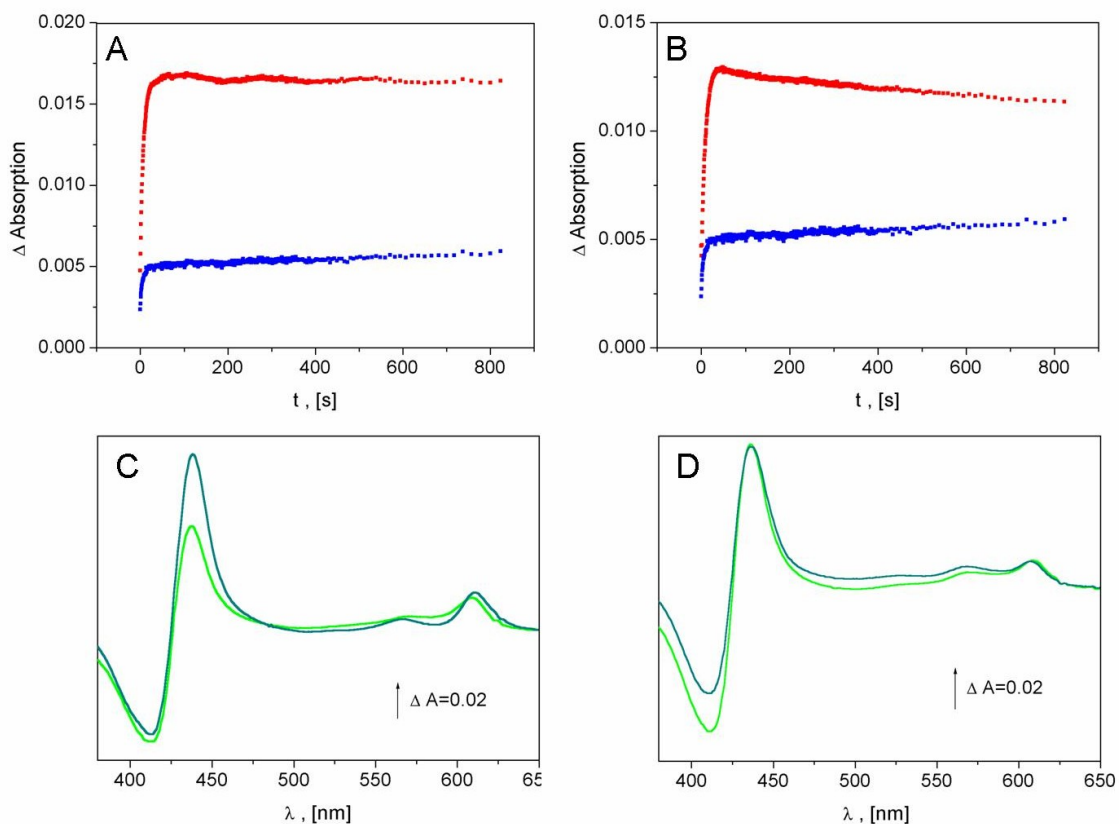 A
0.020
0.015
0.010
0.005
0.000
Δ Absorption
0 200 400 600 800
t , [s]
B
0.015
0.010
0.005
0.000
Δ Absorption
0 200 400 600 800
t , [s]
C
Δ A=0.02
400 450 500 550 600 65
λ , [nm]
D
Δ A=0.02
400 450 500 550 600 650
λ , [nm]